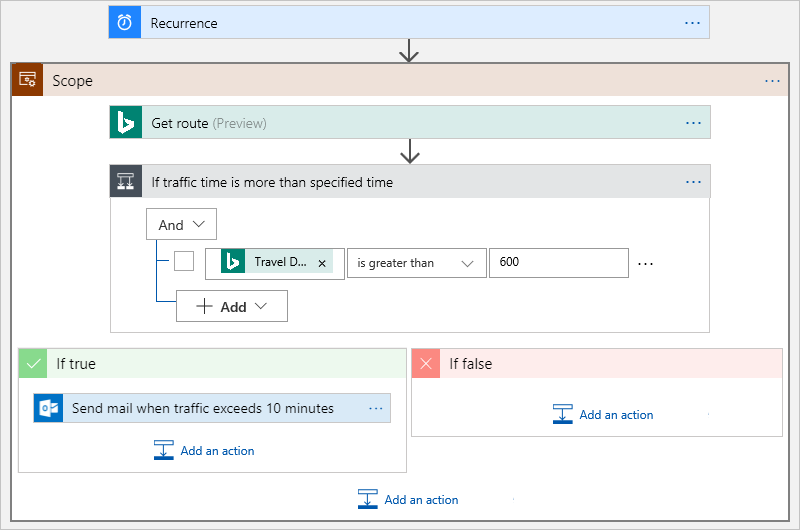 Recurrence ...
Scope ...
Get route (Preview) ...
If traffic time is more than specified time ...
And
Travel D... × is greater than 600 ...
+ Add
If true
If false
Send mail when traffic exceeds 10 minutes ...
Add an action
Add an action
Add an action